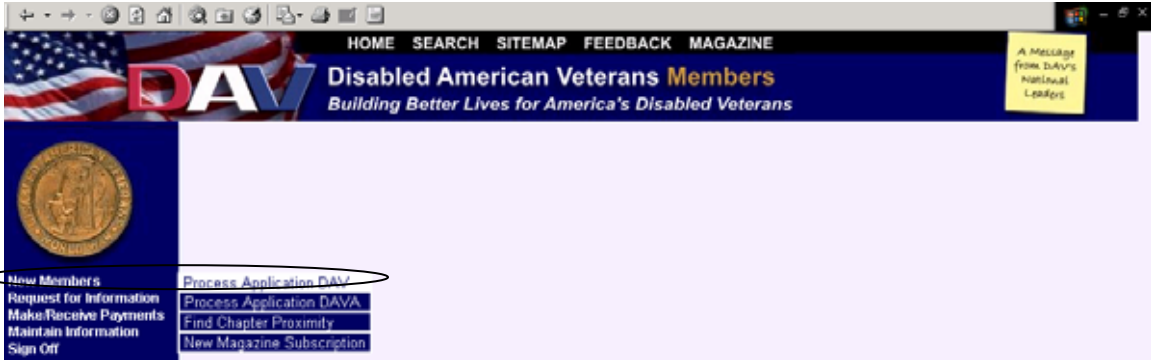 HOME SEARCH SITEMAP FEEDBACK MAGAZINE
DAV
Disabled American Veterans Members
Building Better Lives for America's Disabled Veterans
A Message
from DAV's
National
Leaders
New Members
Request for Information
Make/Receive Payments
Maintain Information
Sign Off
Process Application DAV
Process Application DAVA
Find Chapter Proximity
New Magazine Subscription